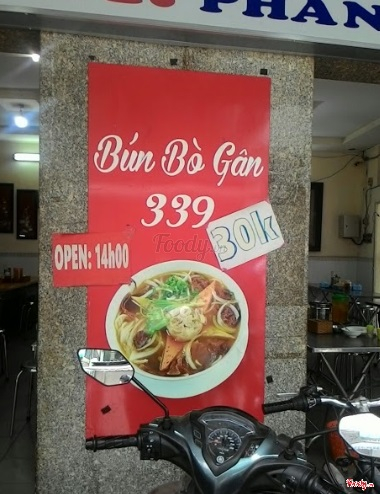 PHAN
Bún Bò Gân
339
30k
OPEN: 14h00
Foody
Foody.vn